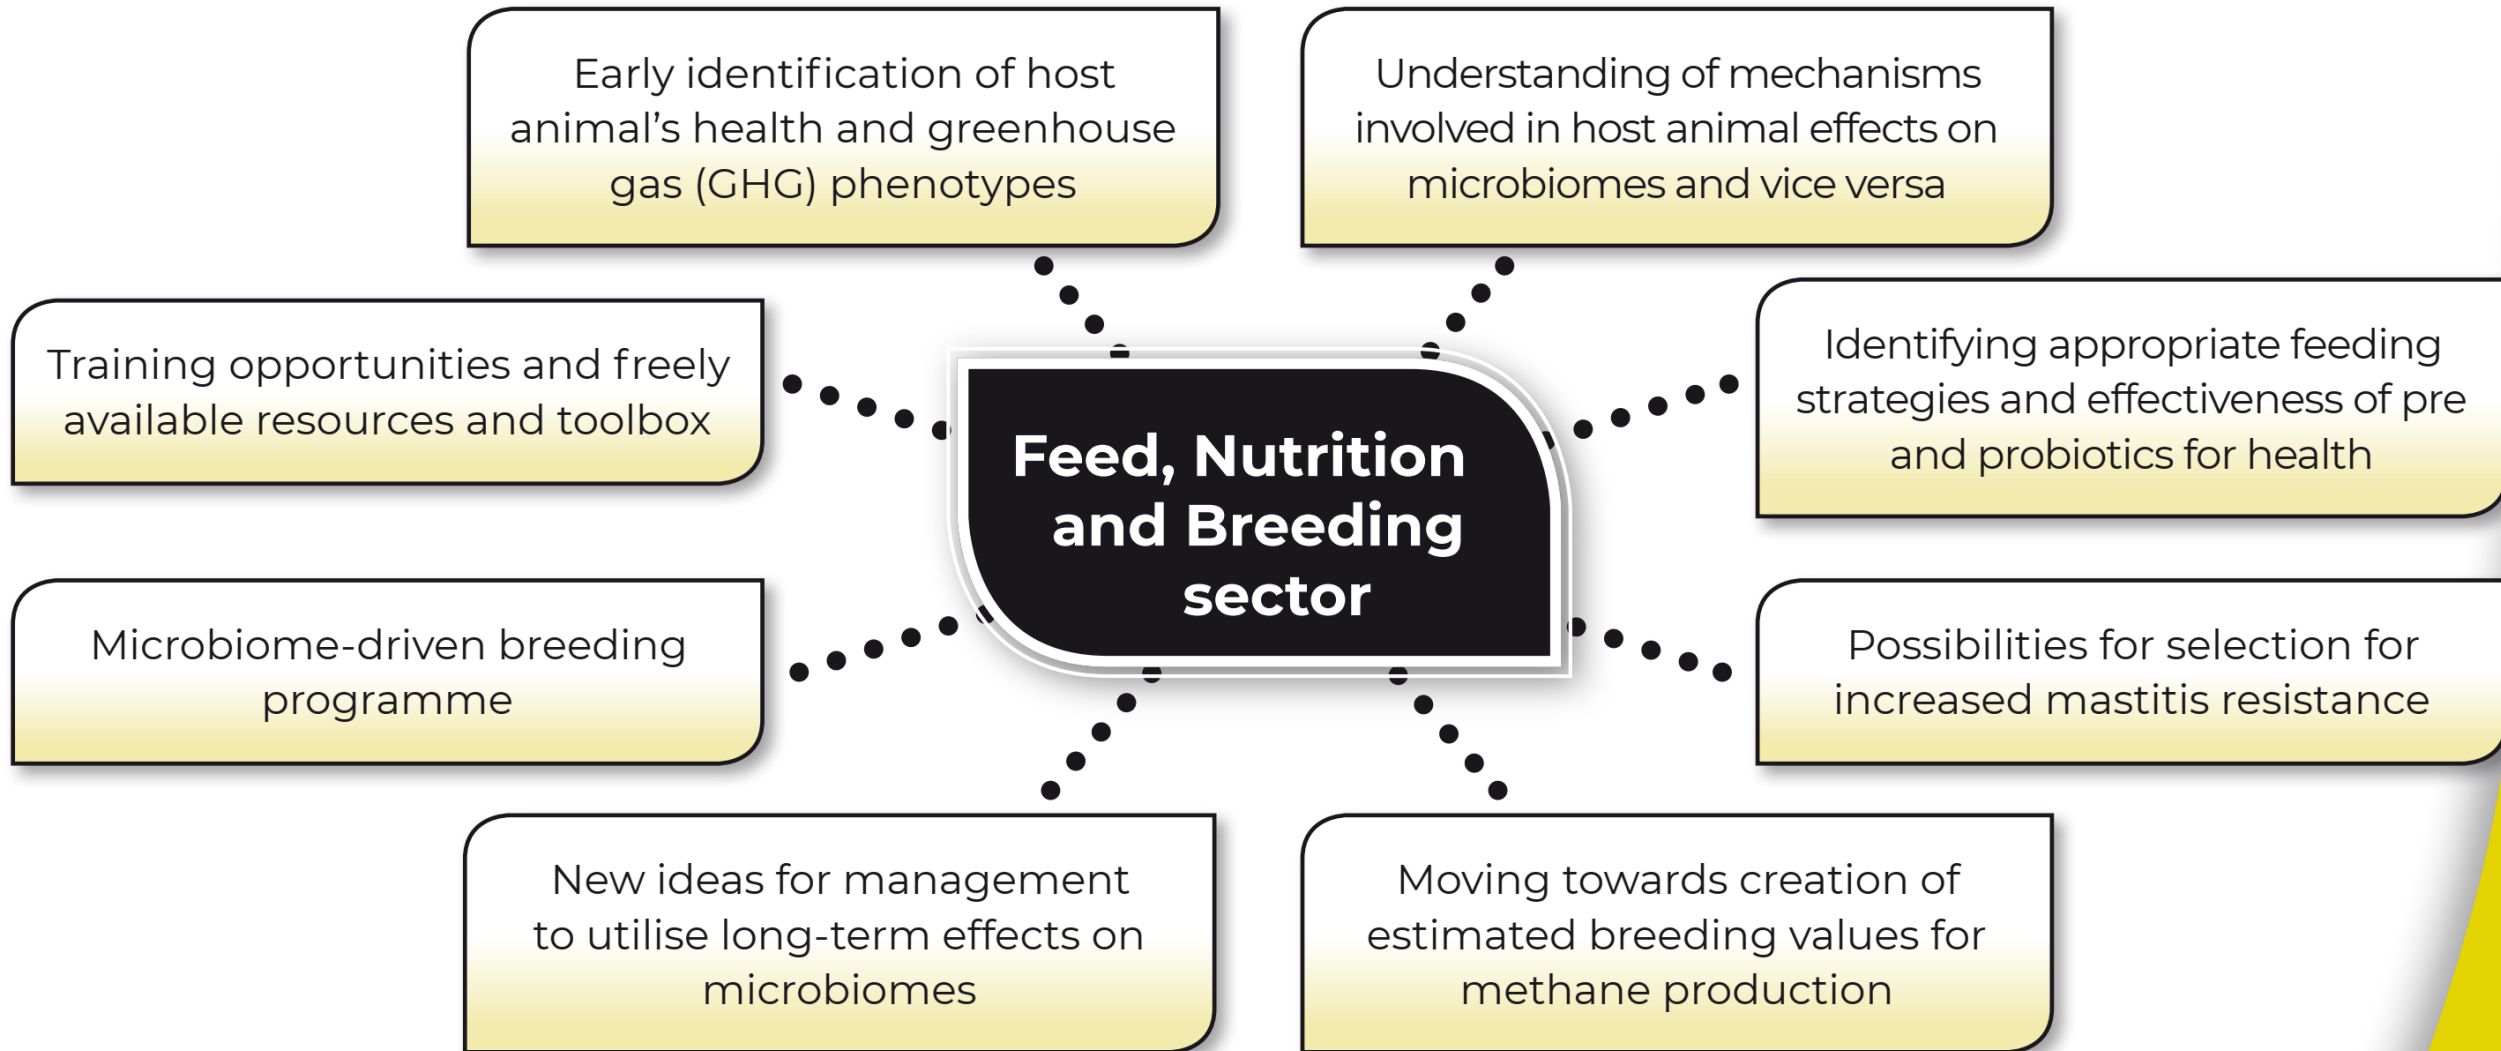 Early identification of host
animal’s health and greenhouse
gas (GHG) phenotypes
Understanding of mechanisms
involved in host animal effects on
microbiomes and vice versa
Training opportunities and freely
available resources and toolbox
Identifying appropriate feeding
strategies and effectiveness of pre
and probiotics for health
Feed, Nutrition
and Breeding
sector
Microbiome-driven breeding
programme
Possibilities for selection for
increased mastitis resistance
New ideas for management
to utilise long-term effects on
microbiomes
Moving towards creation of
estimated breeding values for
methane production